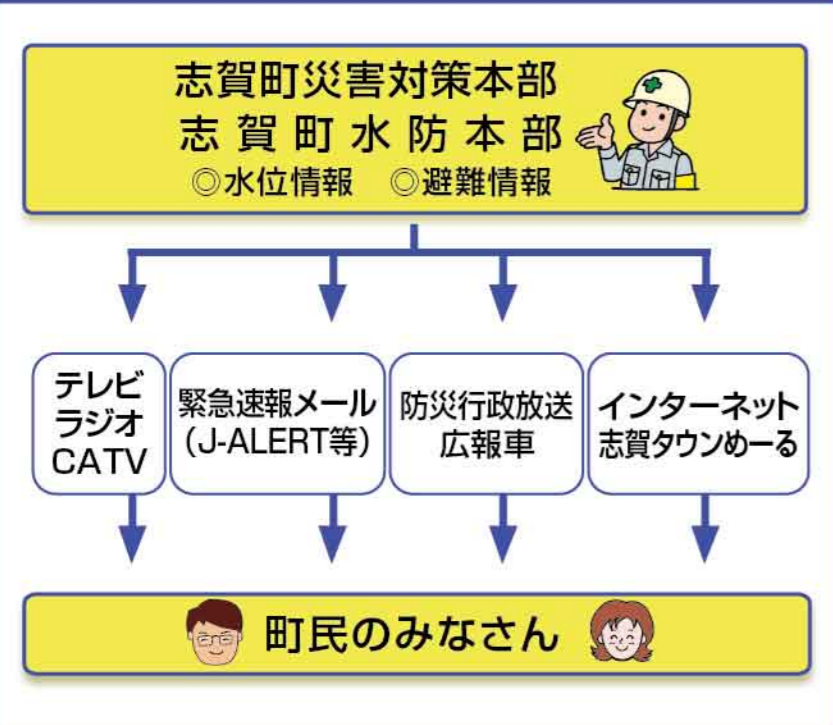 志賀町災害対策本部
志賀町水防本部
◎水位情報 ◎避難情報
テレビ
ラジオ
CATV
緊急速報メール
(J-ALERT等)
防災行政放送
広報車
インターネット
志賀タウンめーる
町民のみなさん